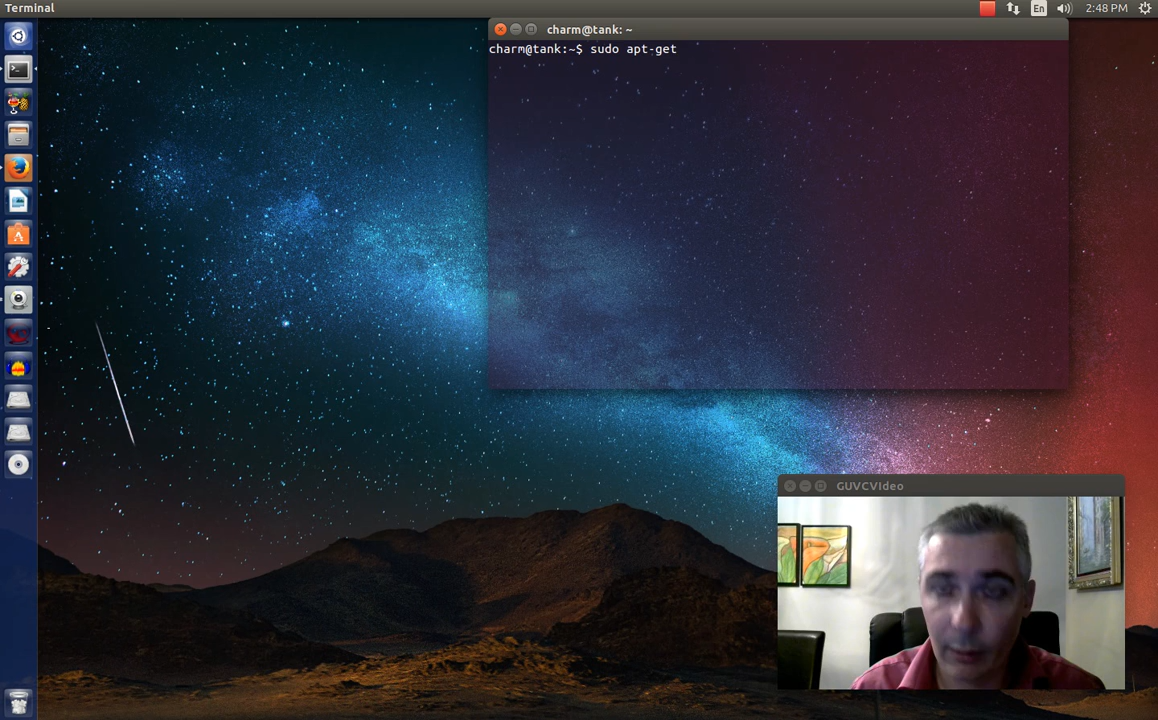 Terminal
En
2:48 PM
charm@tank: ~
charm@tank:~$ sudo apt-get
GUVCVIdeo